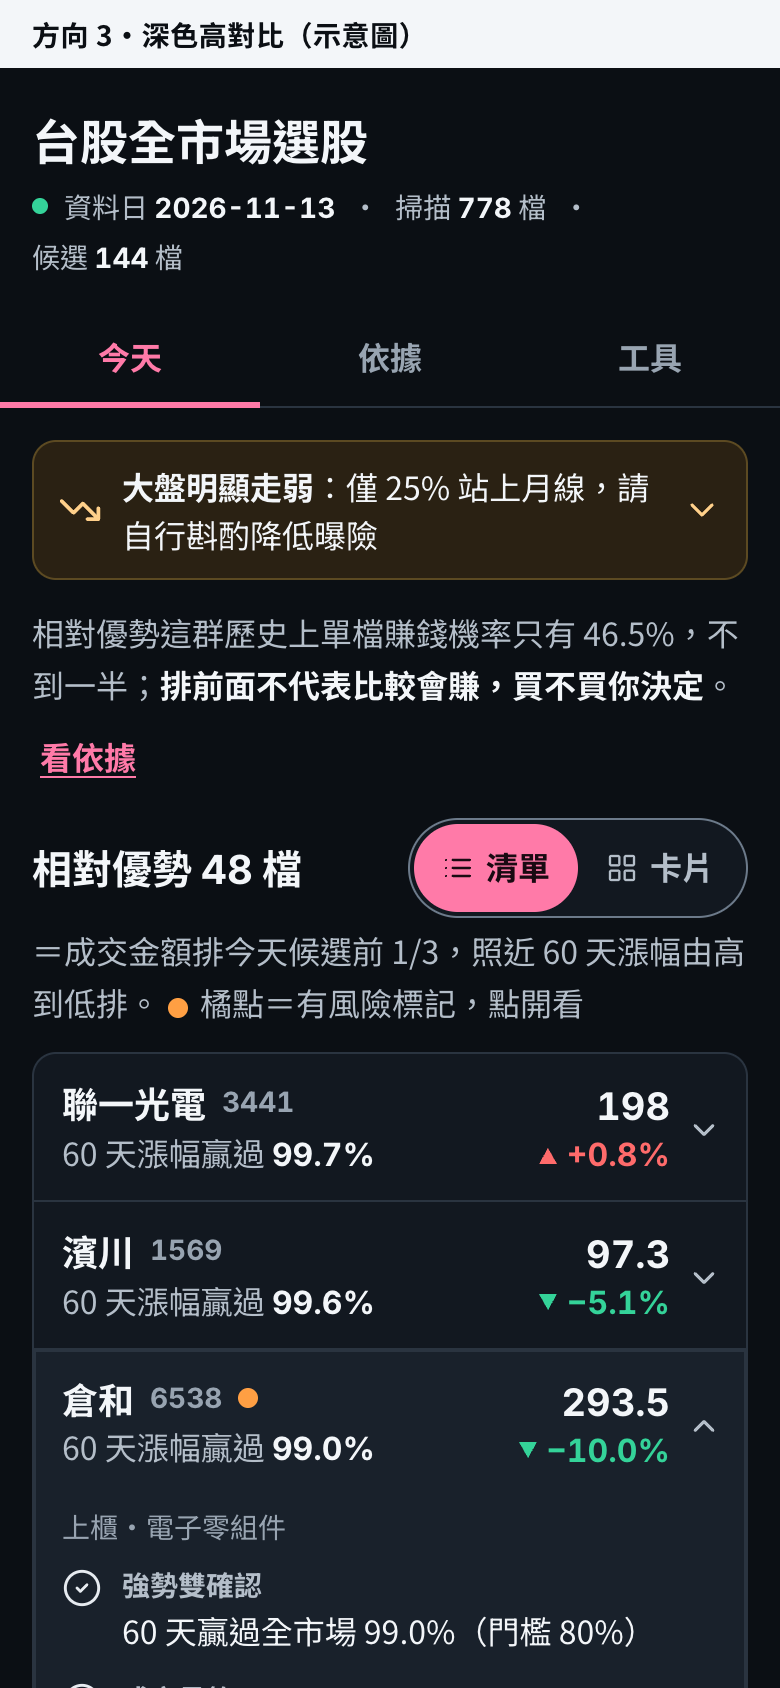 方向 3・深色高對比（示意圖）
台股全市場選股
資料日 2026-11-13 ・ 掃描 778 檔 ・
候選 144 檔
今天 依據 工具
大盤明顯走弱：僅 25% 站上月線，請
自行斟酌降低曝險
相對優勢這群歷史上單檔賺錢機率只有 46.5%，不
到一半；排前面不代表比較會賺，買不買你決定。
看依據
相對優勢 48 檔 清單 卡片
＝成交金額排今天候選前 1/3，照近 60 天漲幅由高
到低排。 橘點＝有風險標記，點開看
聯一光電 3441 198
60 天漲幅贏過 99.7% ▲ +0.8%
濱川 1569 97.3
60 天漲幅贏過 99.6% ▼ −5.1%
倉和 6538 293.5
60 天漲幅贏過 99.0% ▼ −10.0%
上櫃・電子零組件
強勢雙確認
60 天贏過全市場 99.0%（門檻 80%）